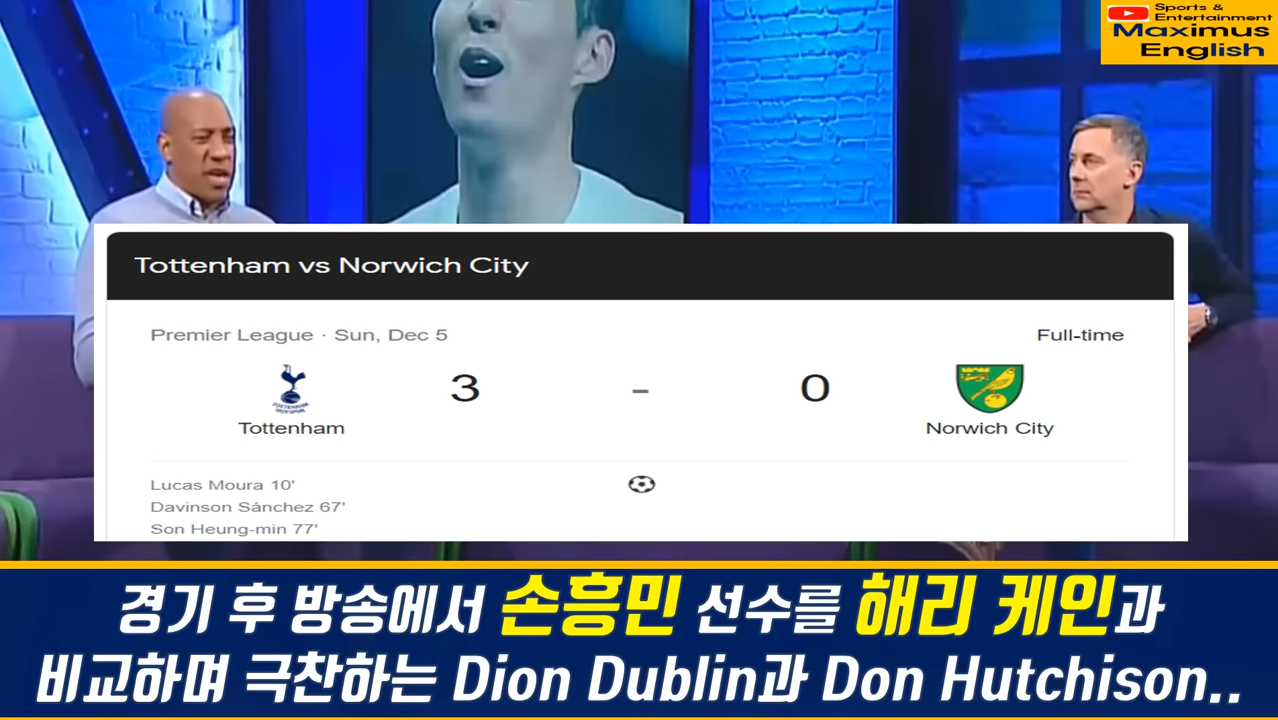 Sports &
Entertainment
Maximus
English
Tottenham vs Norwich City
Premier League · Sun, Dec 5
Full-time
3 - 0
TOTTENHAM
HOTSPUR
Tottenham
Norwich City
Lucas Moura 10'
Davinson Sánchez 67'
Son Heung-min 77'
경기 후 방송에서 손흥민 선수를 해리 케인과
비교하며 극찬하는 Dion Dublin과 Don Hutchison..